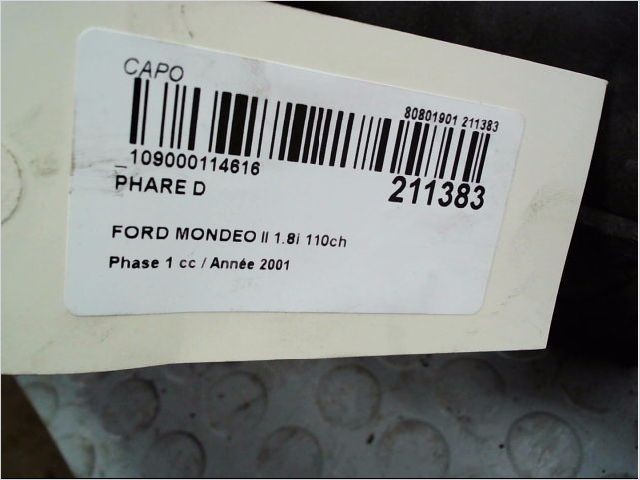 CAPO
80801901 211383
_109000114616
PHARE D
211383
FORD MONDEO II 1.8i 110ch
Phase 1 cc / Année 2001